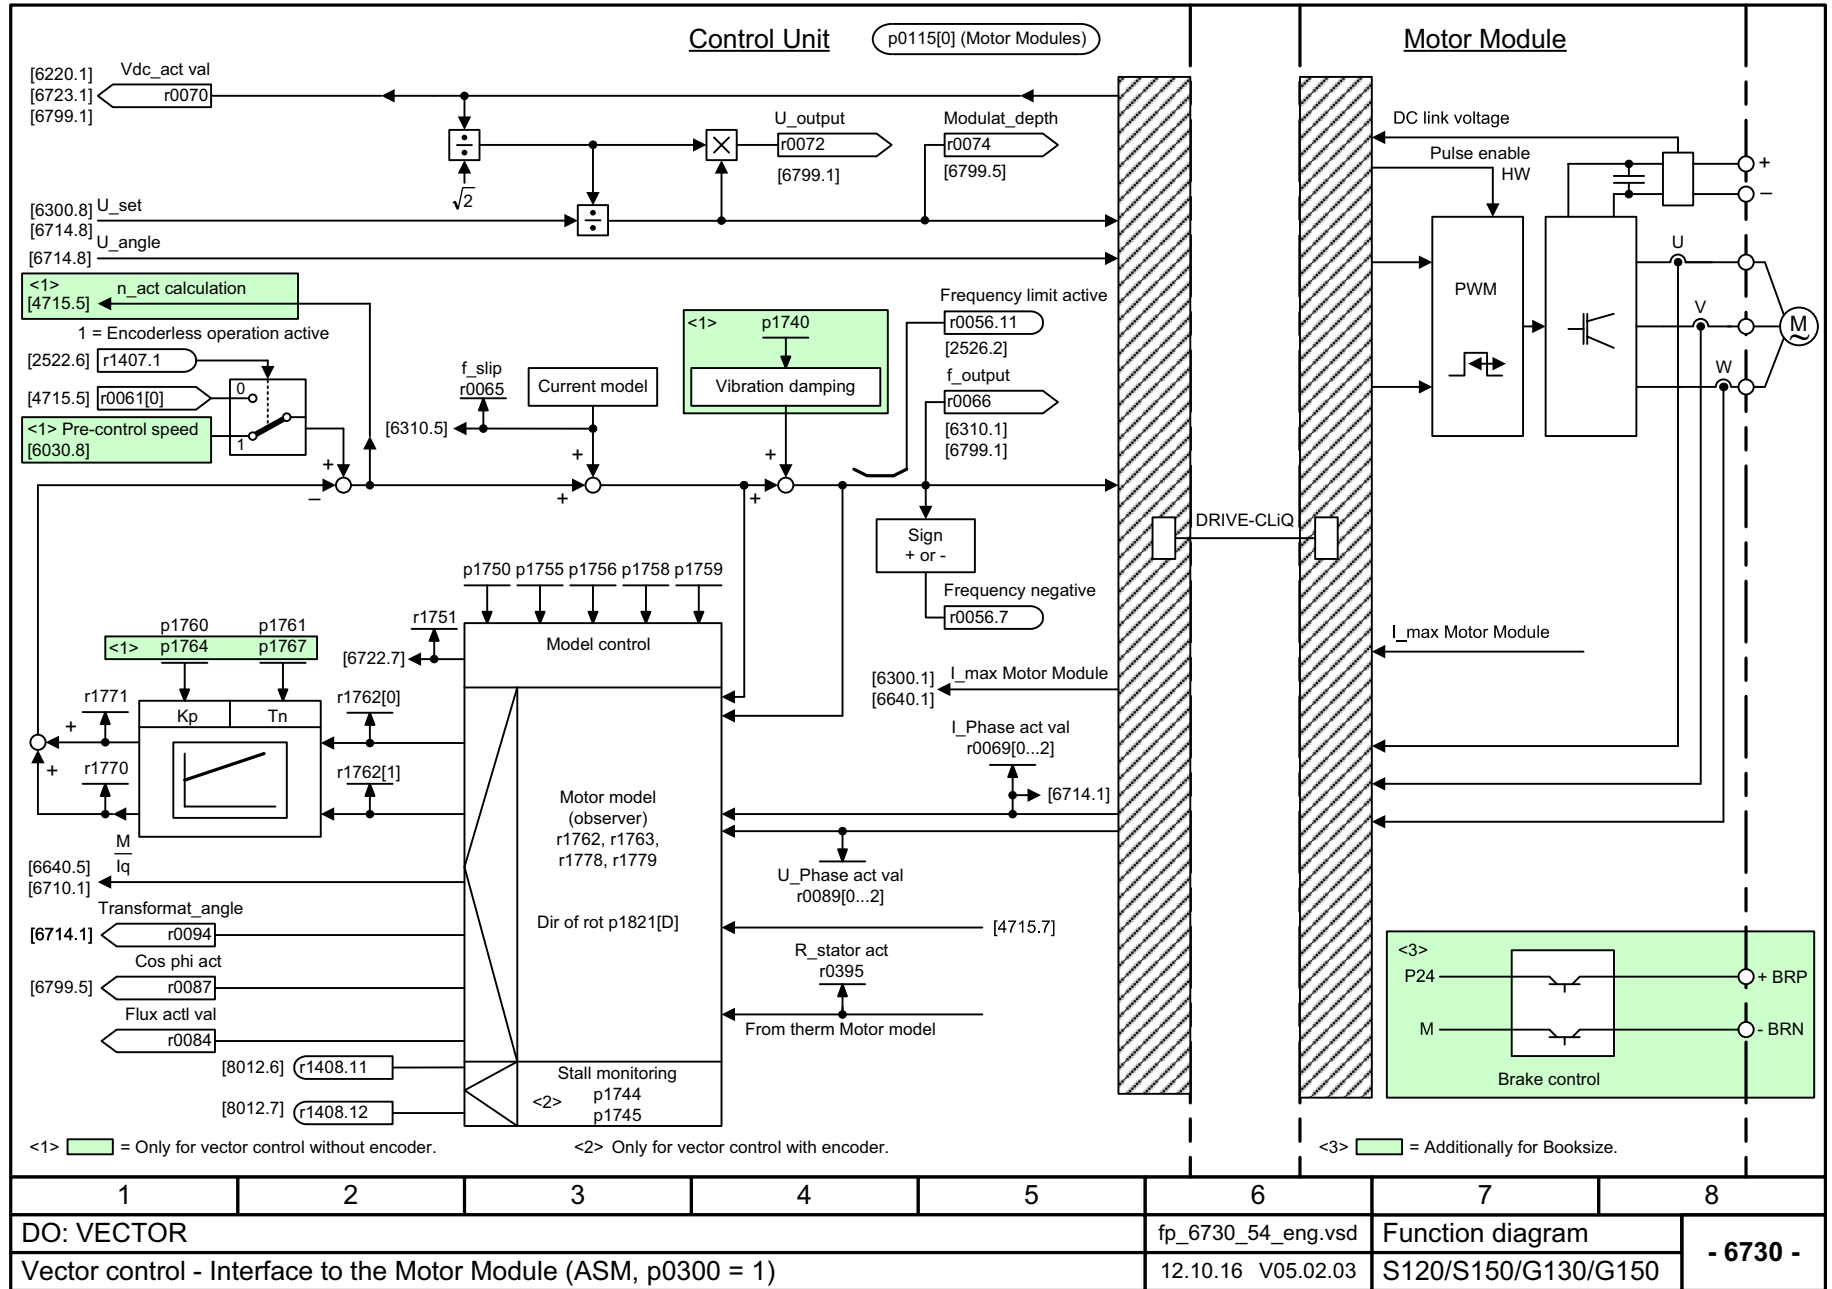 Control Unit
p0115[0] (Motor Modules)
Motor Module
[6220.1]
[6723.1]
[6799.1]
Vdc_act val
r0070
÷
√2
×
U_output
r0072
[6799.1]
Modulat_depth
r0074
[6799.5]
DC link voltage
Pulse enable
HW
+
–
[6300.8]
[6714.8]
U_set
÷
U_angle
[6714.8]
<1>
[4715.5]
n_act calculation
1 = Encoderless operation active
[2522.6]
r1407.1
[4715.5]
r0061[0]
0
1
<1> Pre-control speed
[6030.8]
+
–
f_slip
r0065
[6310.5]
Current model
+
+
<1>
p1740
Vibration damping
+
+
Frequency limit active
r0056.11
[2526.2]
f_output
r0066
[6310.1]
[6799.1]
Sign
+ or -
Frequency negative
r0056.7
PWM
U
V
W
M
~
DRIVE-CLiQ
p1750
p1755
p1756
p1758
p1759
r1751
[6722.7]
Model control
p1760
p1761
<1>
p1764
p1767
r1771
Kp
Tn
r1762[0]
+
+
r1770
r1762[1]
M
Iq
[6640.5]
[6710.1]
Motor model
(observer)
r1762, r1763,
r1778, r1779
Dir of rot p1821[D]
[6300.1]
[6640.1]
I_max Motor Module
I_max Motor Module
I_Phase act val
r0069[0...2]
[6714.1]
U_Phase act val
r0089[0...2]
[4715.7]
R_stator act
r0395
From therm Motor model
Transformat_angle
[6714.1]
r0094
Cos phi act
[6799.5]
r0087
Flux actl val
r0084
[8012.6]
r1408.11
[8012.7]
r1408.12
Stall monitoring
<2>
p1744
p1745
<3>
P24
+ BRP
M
- BRN
Brake control
<1> = Only for vector control without encoder.
<2> Only for vector control with encoder.
<3> = Additionally for Booksize.
1 2 3 4 5 6 7 8
DO: VECTOR
fp_6730_54_eng.vsd
Function diagram
- 6730 -
Vector control - Interface to the Motor Module (ASM, p0300 = 1)
12.10.16 V05.02.03
S120/S150/G130/G150